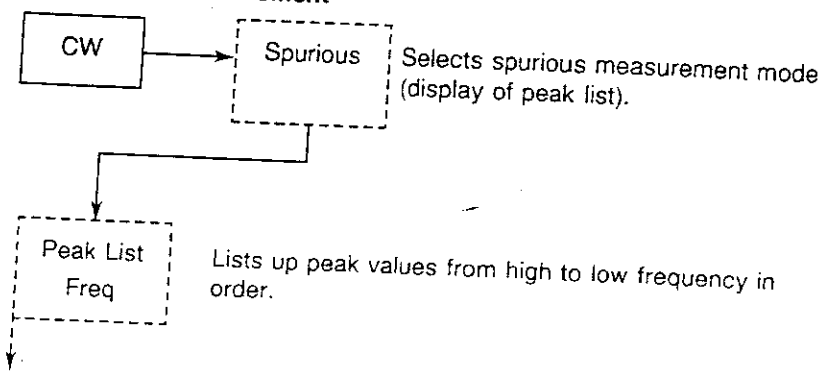 CW
Spurious
Selects spurious measurement mode
(display of peak list).
Peak List
Freq
Lists up peak values from high to low frequency in
order.